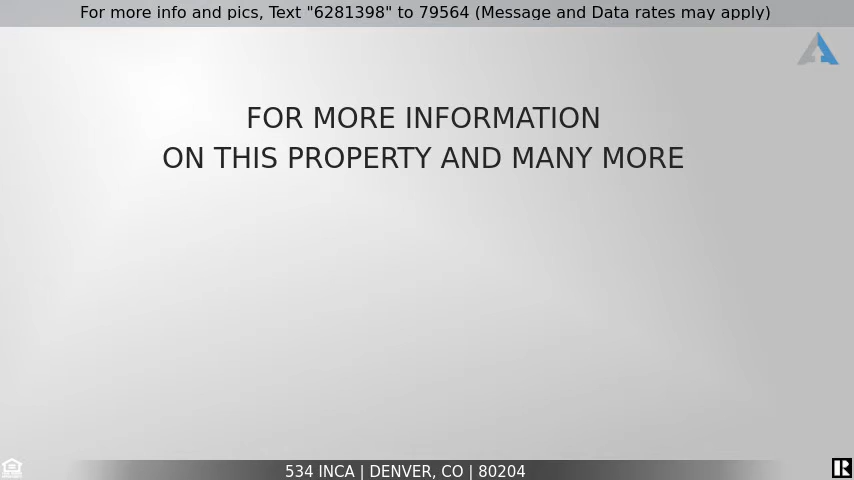 For more info and pics, Text "6281398" to 79564 (Message and Data rates may apply)
FOR MORE INFORMATION
ON THIS PROPERTY AND MANY MORE
534 INCA | DENVER, CO | 80204